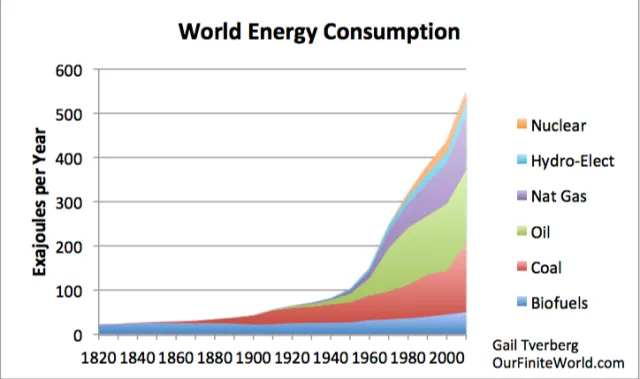 World Energy Consumption
Exajoules per Year
600
500
400
300
200
100
0
1820 1840 1860 1880 1900 1920 1940 1960 1980 2000
Nuclear
Hydro-Elect
Nat Gas
Oil
Coal
Biofuels
Gail Tverberg
OurFiniteWorld.com